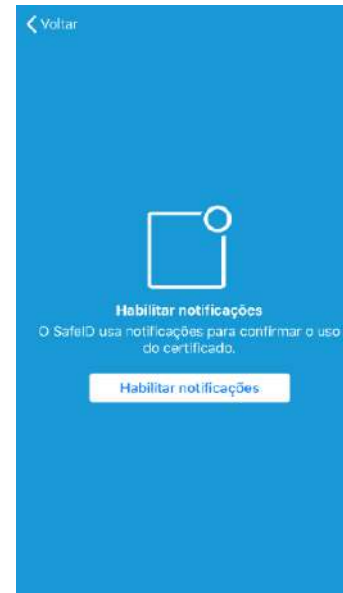 Voltar
Habilitar notificações
O SafeID usa notificações para confirmar o uso
do certificado.
Habilitar notificações